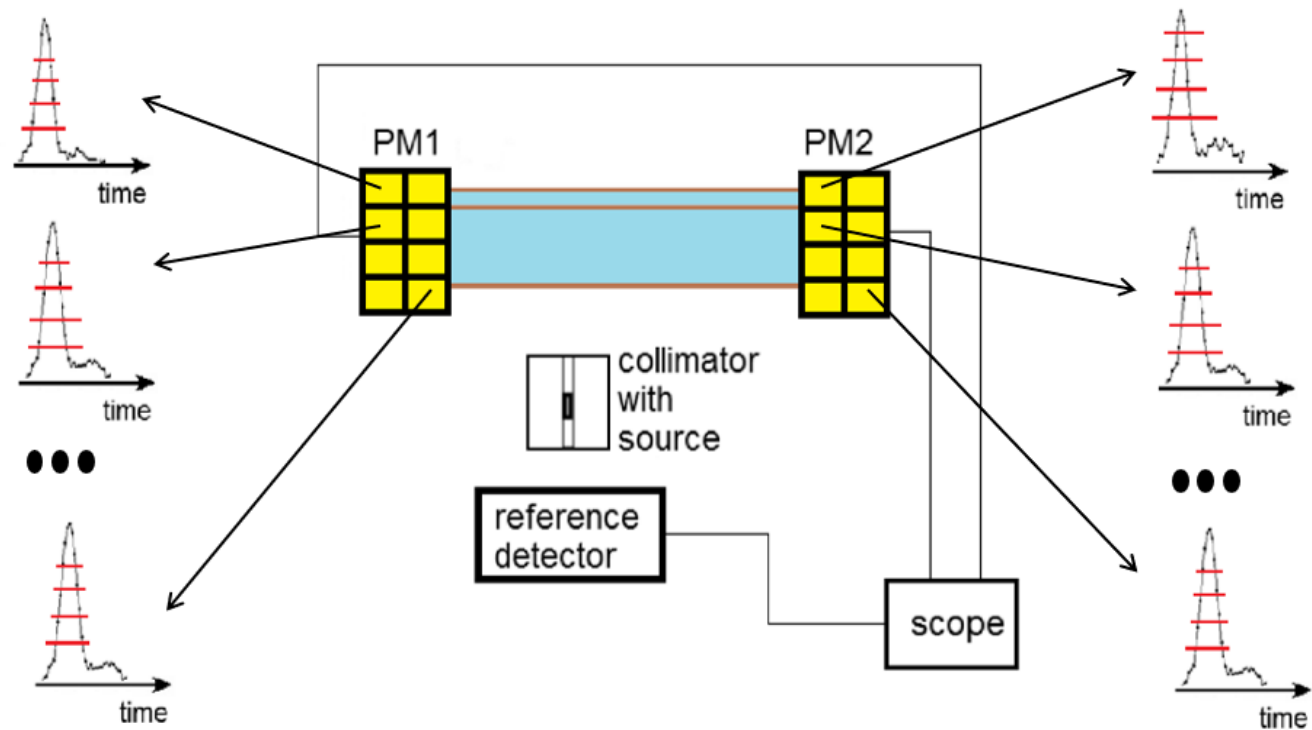 PM1
PM2
time
time
time
time
collimator
with
source
reference
detector
scope
time
time